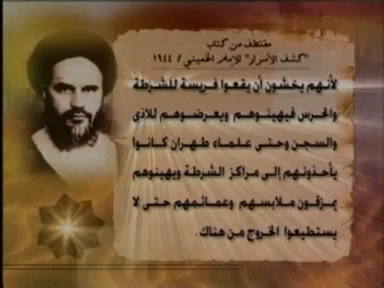 مقتطف من كتاب
"كشف الأسرار" للإمام الخميني / ١٩٤٤
لأنهم يخشون أن يقعوا فريسة للشرطة
والحرس فيهينوهم ويعرضوهم للاذى
والسجن وحتى علماء طهران كانوا
يأخذونهم إلى مراكز الشرطة ويهينوهم
يمزقون ملابسهم وعمائمهم حتى لا
يستطيعوا الخروج من هناك.